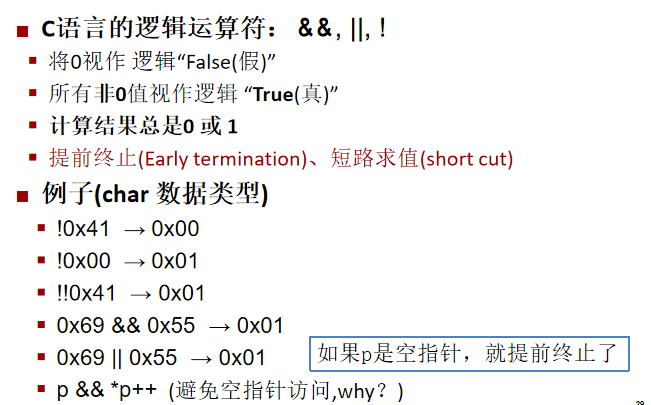 C语言的逻辑运算符： &&, ||, !
将0视作 逻辑“False(假)”
所有非0值视作逻辑 “True(真)”
计算结果总是0 或 1
提前终止(Early termination)、短路求值(short cut)
例子(char 数据类型)
!0x41 → 0x00
!0x00 → 0x01
!!0x41 → 0x01
0x69 && 0x55 → 0x01
0x69 || 0x55 → 0x01
如果p是空指针，就提前终止了
p && *p++ (避免空指针访问,why？)
29